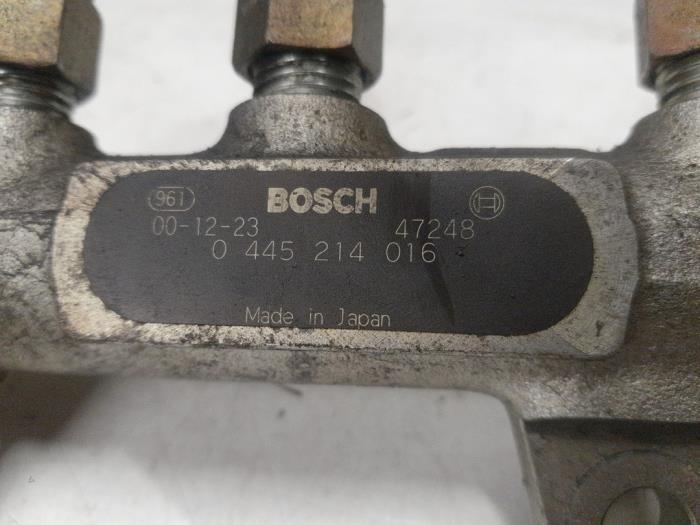 961 BOSCH
00-12-23 47248
0 445 214 016
Made in Japan